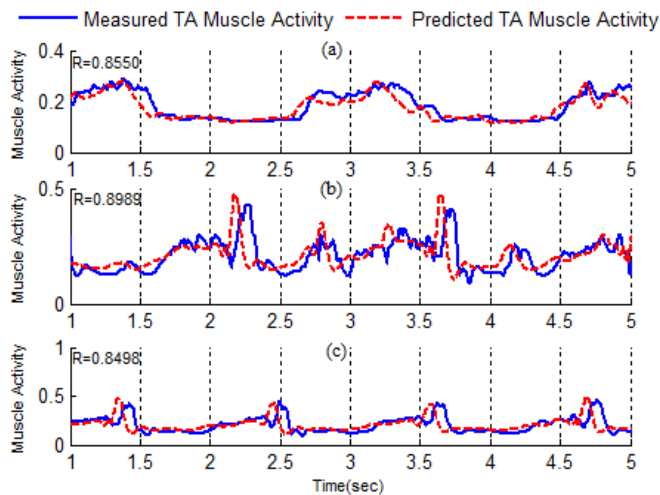 Measured TA Muscle Activity Predicted TA Muscle Activity
(a)
R=0.8550
Muscle Activity
0.4
0.2
0
1 1.5 2 2.5 3 3.5 4 4.5 5
(b)
R=0.8989
Muscle Activity
0.5
0
1 1.5 2 2.5 3 3.5 4 4.5 5
(c)
R=0.8498
Muscle Activity
1
0.5
0
1 1.5 2 2.5 3 3.5 4 4.5 5
Time(sec)